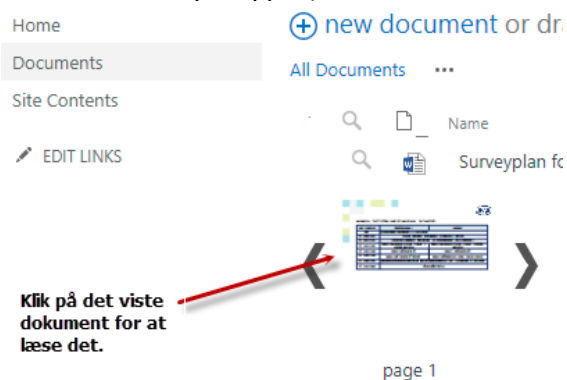 Home
new document or dra
Documents
All Documents ...
Site Contents
Name
EDIT LINKS
Surveyplan fo
Klik på det viste
dokument for at
læse det.
page 1